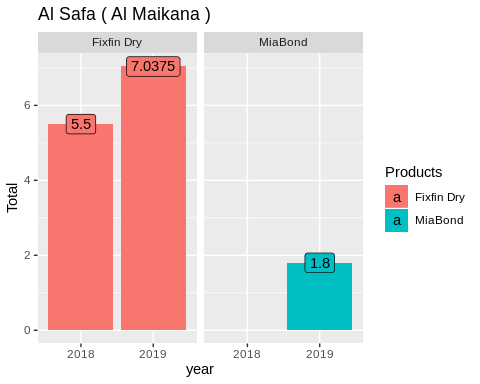 Al Safa ( Al Maikana )
Fixfin Dry
MiaBond
7.0375
5.5
1.8
6
4
2
0
Total
2018
2019
2018
2019
year
Products
a Fixfin Dry
a MiaBond